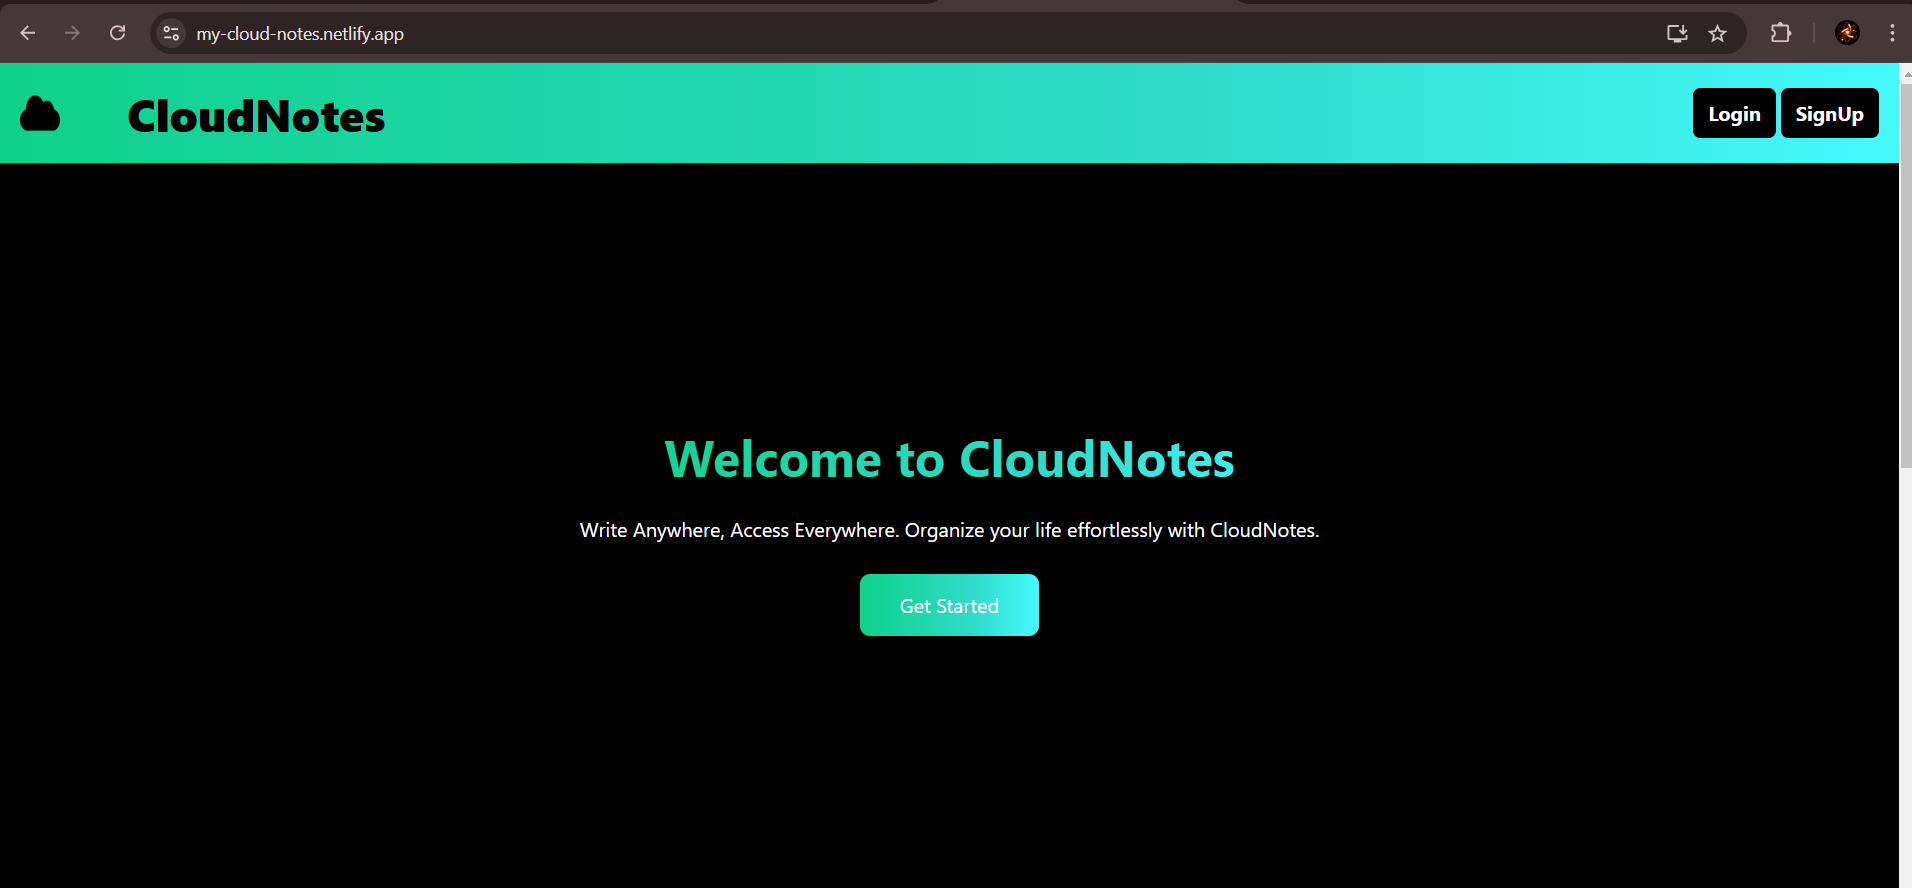 my-cloud-notes.netlify.app
CloudNotes
Login SignUp
Welcome to CloudNotes
Write Anywhere, Access Everywhere. Organize your life effortlessly with CloudNotes.
Get Started